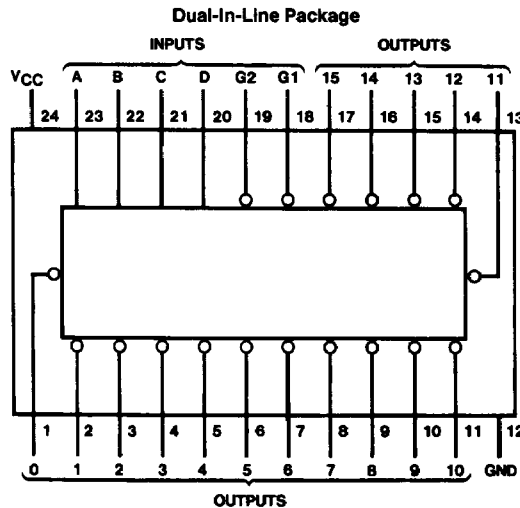 Dual-In-Line Package
INPUTS OUTPUTS
VCC A B C D G2 G1 15 14 13 12 11
24 23 22 21 20 19 18 17 16 15 14 13
1 2 3 4 5 6 7 8 9 10 11 12
0 1 2 3 4 5 6 7 8 9 10 GND
OUTPUTS